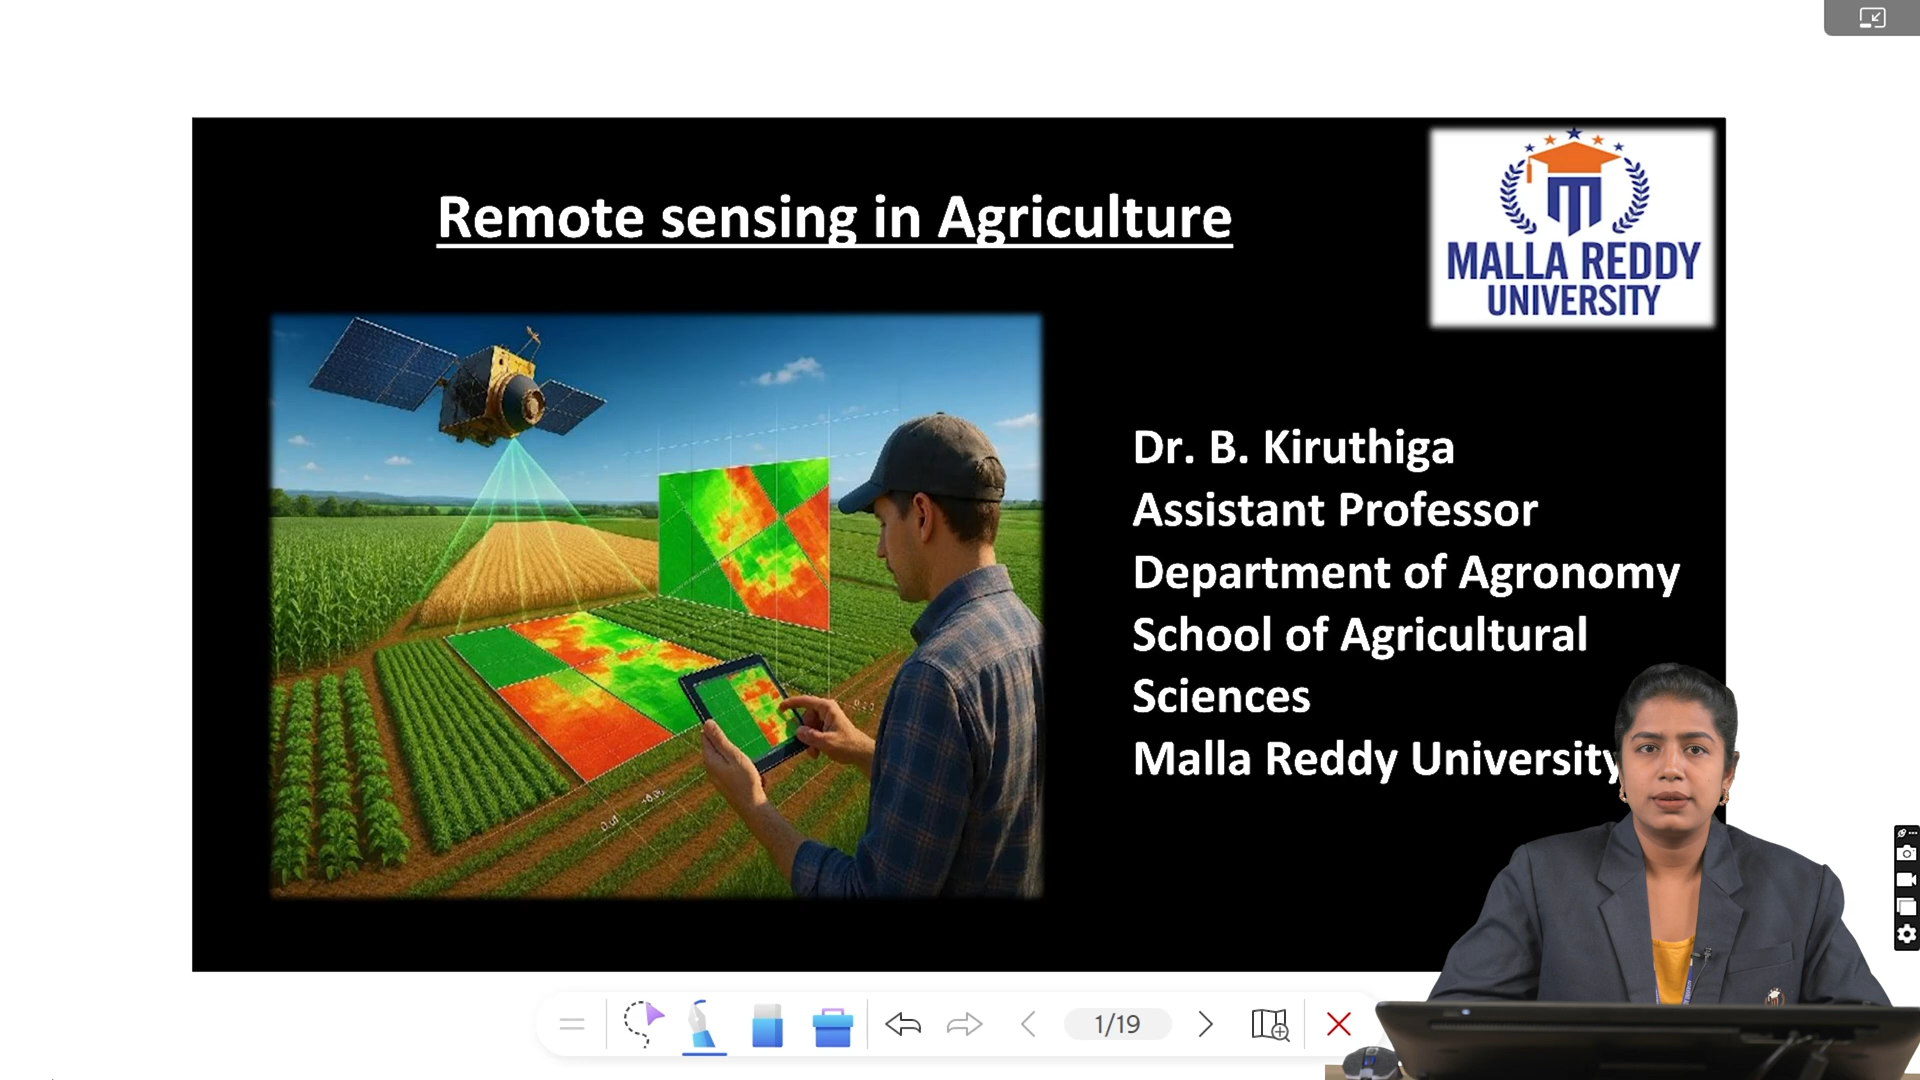 Remote sensing in Agriculture
MALLA REDDY
UNIVERSITY
Dr. B. Kiruthiga
Assistant Professor
Department of Agronomy
School of Agricultural
Sciences
Malla Reddy University
1/19